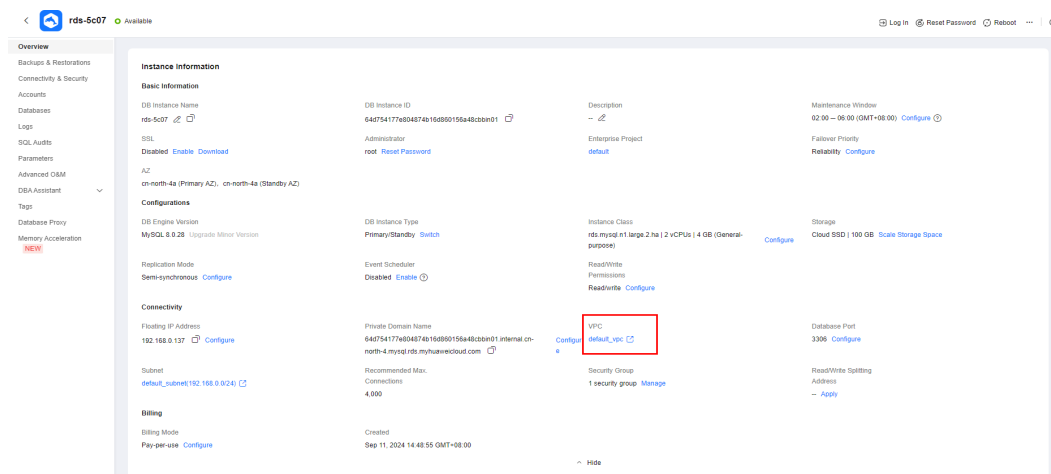 rds-5c07 Available
Log In Reset Password Reboot ...
Overview
Backups & Restorations
Connectivity & Security
Accounts
Databases
Logs
SQL Audits
Parameters
Advanced O&M
DBA Assistant
Tags
Database Proxy
Memory Acceleration
NEW
Instance Information
Basic Information
DB Instance Name
rds-5c07
DB Instance ID
64d754177e804874b16d860156a48cbbin01
Description
--
Maintenance Window
02:00 — 06:00 (GMT+08:00) Configure
SSL
Disabled Enable Download
Administrator
root Reset Password
Enterprise Project
default
Failover Priority
Reliability Configure
AZ
cn-north-4a (Primary AZ), cn-north-4a (Standby AZ)
Configurations
DB Engine Version
MySQL 8.0.28 Upgrade Minor Version
DB Instance Type
Primary/Standby Switch
Instance Class
rds.mysql.n1.large.2.ha | 2 vCPUs | 4 GB (General-
purpose)
Configure
Storage
Cloud SSD | 100 GB Scale Storage Space
Replication Mode
Semi-synchronous Configure
Event Scheduler
Disabled Enable
Read/Write
Permissions
Read/write Configure
Connectivity
Floating IP Address
192.168.0.137 Configure
Private Domain Name
64d754177e804874b16d860156a48cbbin01.internal.cn-
north-4.mysql.rds.myhuaweicloud.com
Configur
e
VPC
default_vpc
Database Port
3306 Configure
Subnet
default_subnet(192.168.0.0/24)
Recommended Max.
Connections
4,000
Security Group
1 security group Manage
Read/Write Splitting
Address
-- Apply
Billing
Billing Mode
Pay-per-use Configure
Created
Sep 11, 2024 14:48:55 GMT+08:00
Hide